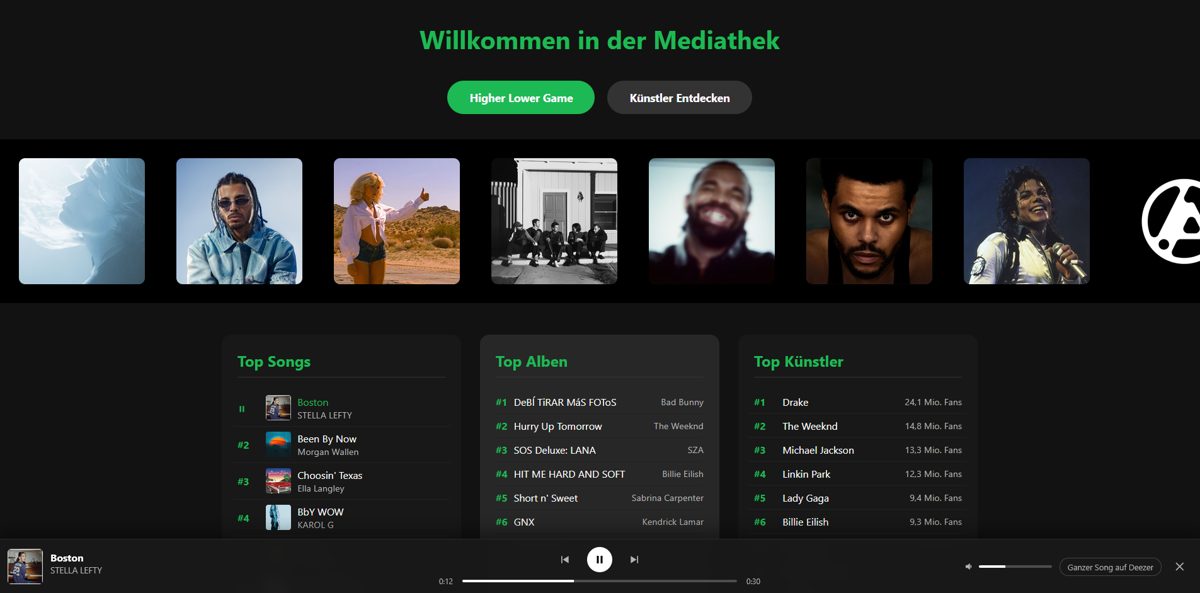 Willkommen in der Mediathek
Higher Lower Game
Künstler Entdecken
Top Songs
Boston
STELLA LEFTY
#2
Been By Now
Morgan Wallen
#3
Choosin' Texas
Ella Langley
#4
BbY WOW
KAROL G
Top Alben
#1 DeBÍ TiRAR MáS FOToS Bad Bunny
#2 Hurry Up Tomorrow The Weeknd
#3 SOS Deluxe: LANA SZA
#4 HIT ME HARD AND SOFT Billie Eilish
#5 Short n' Sweet Sabrina Carpenter
#6 GNX Kendrick Lamar
Top Künstler
#1 Drake 24,1 Mio. Fans
#2 The Weeknd 14,8 Mio. Fans
#3 Michael Jackson 13,3 Mio. Fans
#4 Linkin Park 12,3 Mio. Fans
#5 Lady Gaga 9,4 Mio. Fans
#6 Billie Eilish 9,3 Mio. Fans
Boston
STELLA LEFTY
0:12
0:30
Ganzer Song auf Deezer